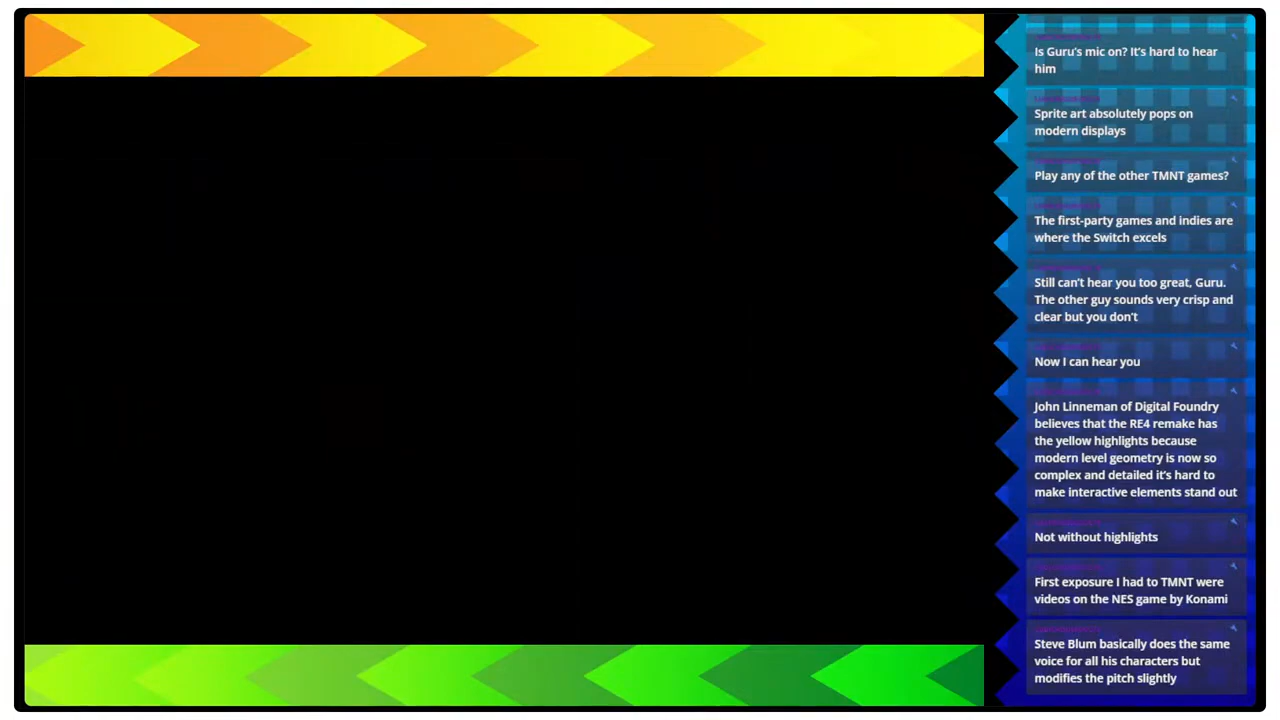 Is Guru's mic on? It's hard to hear
him
Sprite art absolutely pops on
modern displays
Play any of the other TMNT games?
The first-party games and indies are
where the Switch excels
Still can't hear you too great, Guru.
The other guy sounds very crisp and
clear but you don't
Now I can hear you
John Linneman of Digital Foundry
believes that the RE4 remake has
the yellow highlights because
modern level geometry is now so
complex and detailed it's hard to
make interactive elements stand out
Not without highlights
First exposure I had to TMNT were
videos on the NES game by Konami
Steve Blum basically does the same
voice for all his characters but
modifies the pitch slightly